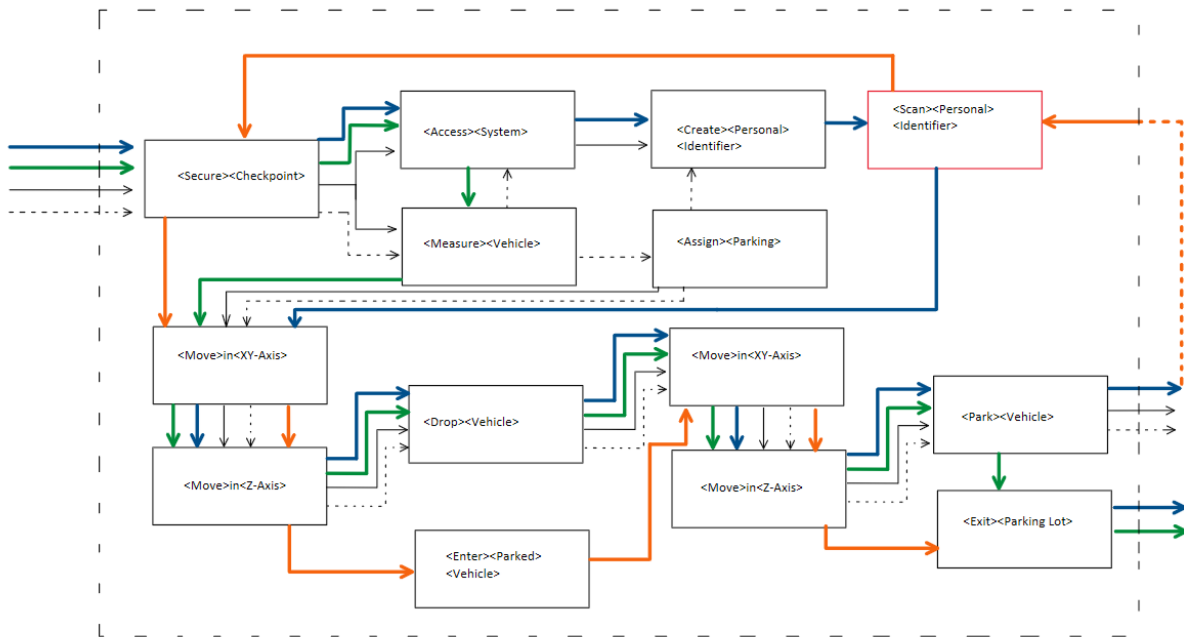 <Scan><Personal>
<Identifier>
<Access><System>
<Create><Personal>
<Identifier>
<Secure><Checkpoint>
<Measure><Vehicle>
<Assign><Parking>
<Move>in<XY-Axis>
<Move>in<XY-Axis>
<Drop><Vehicle>
<Park><Vehicle>
<Move>in<Z-Axis>
<Move>in<Z-Axis>
<Exit><Parking Lot>
<Enter><Parked>
<Vehicle>